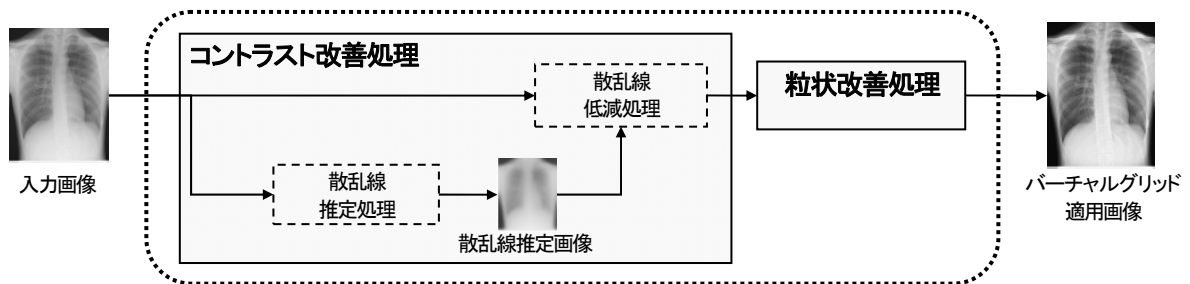 コントラスト改善処理
散乱線
低減処理
粒状改善処理
入力画像
散乱線
推定処理
散乱線推定画像
バーチャルグリッド
適用画像